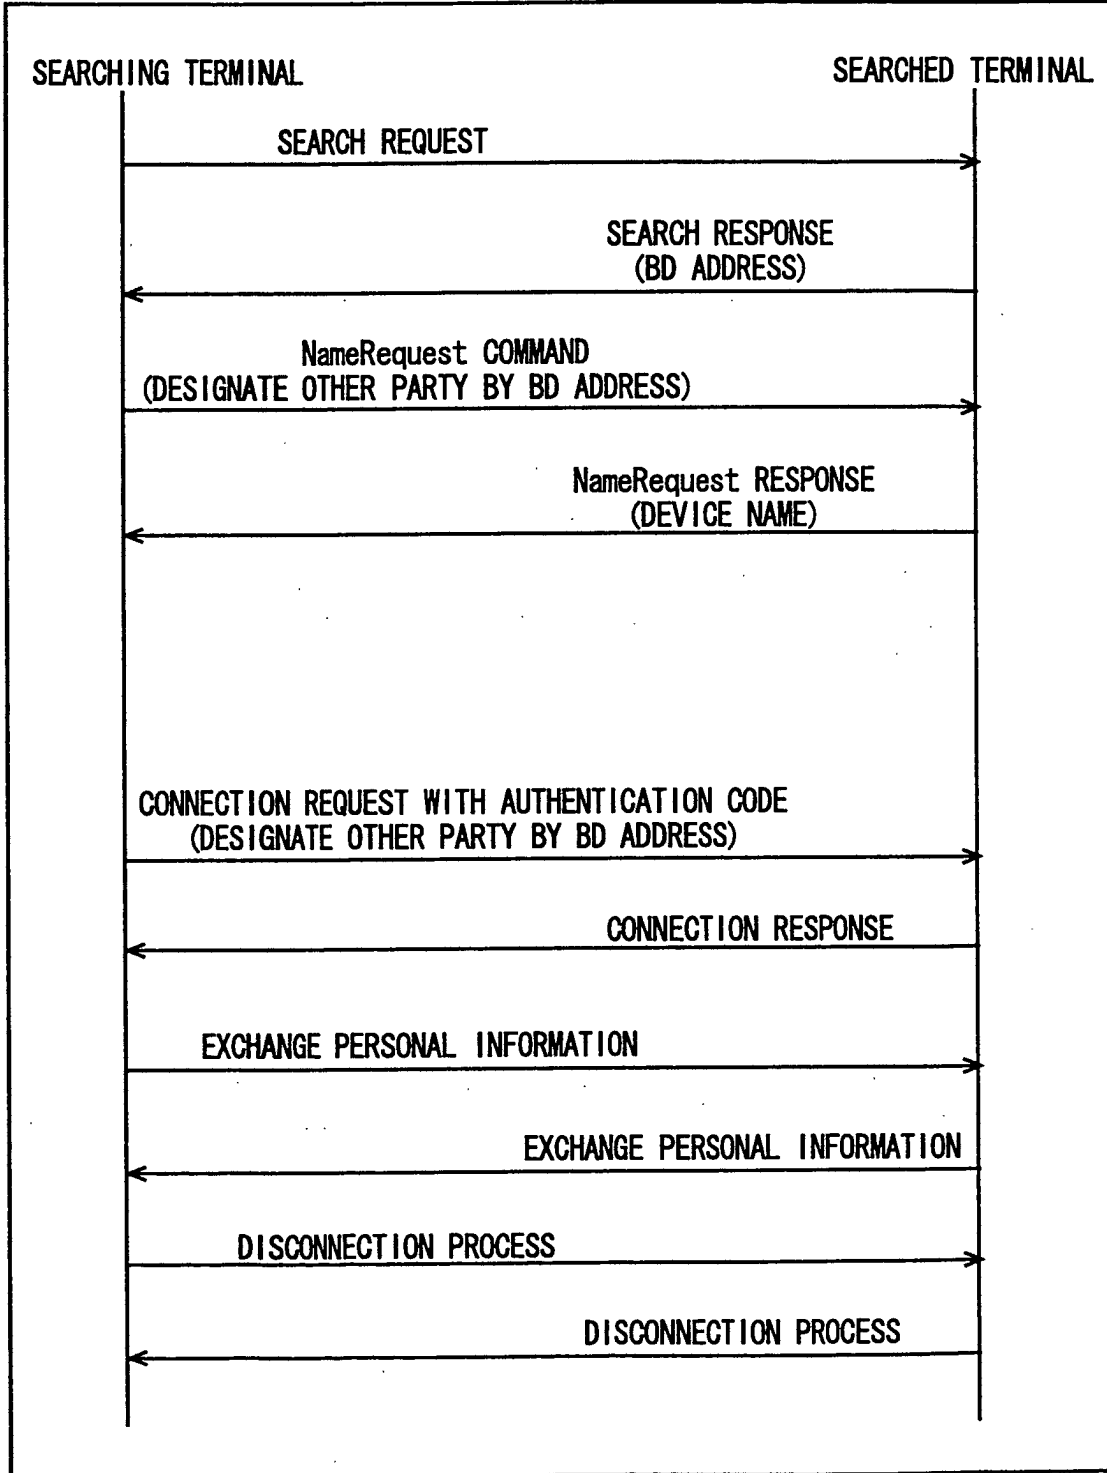 SEARCHING TERMINAL
SEARCHED TERMINAL
SEARCH REQUEST
SEARCH RESPONSE
(BD ADDRESS)
NameRequest COMMAND
(DESIGNATE OTHER PARTY BY BD ADDRESS)
NameRequest RESPONSE
(DEVICE NAME)
CONNECTION REQUEST WITH AUTHENTICATION CODE
(DESIGNATE OTHER PARTY BY BD ADDRESS)
CONNECTION RESPONSE
EXCHANGE PERSONAL INFORMATION
EXCHANGE PERSONAL INFORMATION
DISCONNECTION PROCESS
DISCONNECTION PROCESS